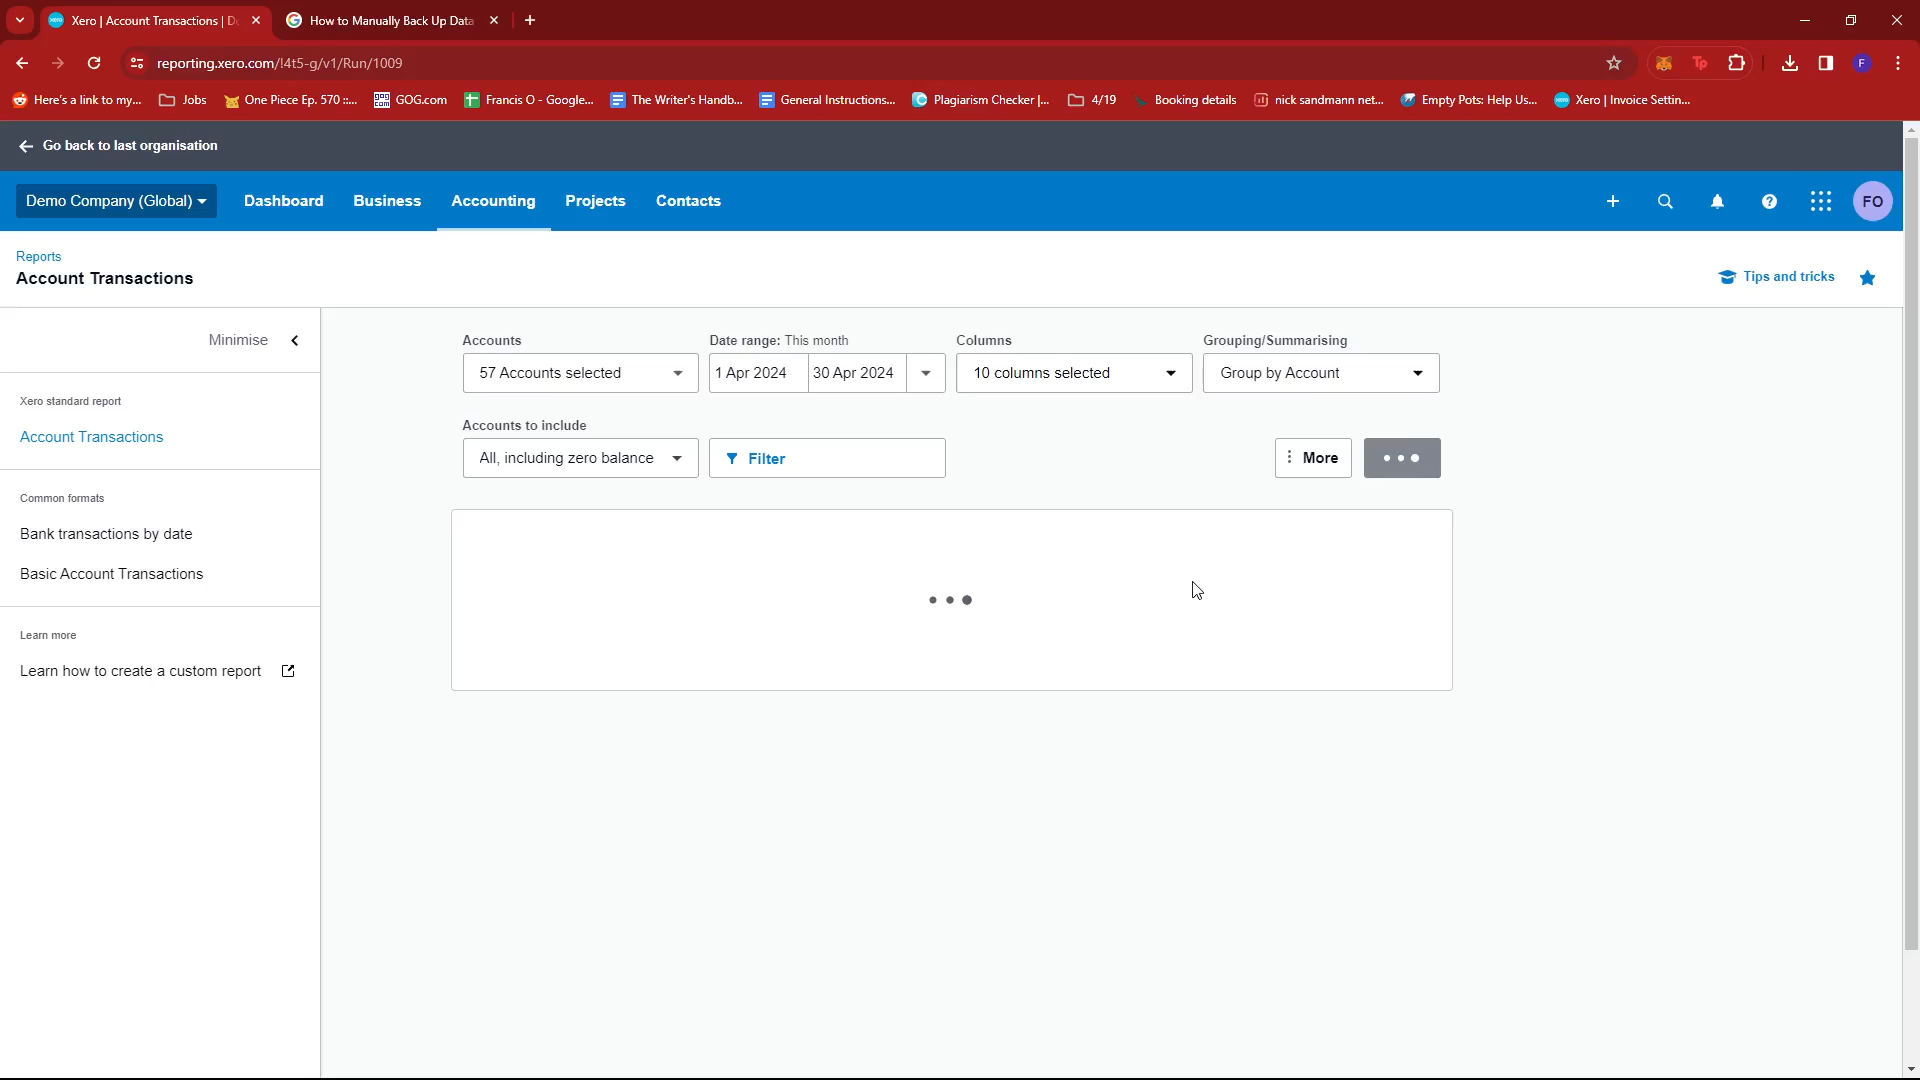 Xero | Account Transactions | D
How to Manually Back Up Data
reporting.xero.com/!4t5-g/v1/Run/1009
Tp
F
Here's a link to my...
Jobs
One Piece Ep. 570 ::...
GOG.com
Francis O - Google...
The Writer's Handb...
General Instructions...
Plagiarism Checker |...
4/19
Booking details
nick sandmann net...
Empty Pots: Help Us...
Xero | Invoice Settin...
Go back to last organisation
Demo Company (Global)
Dashboard
Business
Accounting
Projects
Contacts
FO
Reports
Account Transactions
Tips and tricks
Minimise
Xero standard report
Account Transactions
Common formats
Bank transactions by date
Basic Account Transactions
Learn more
Learn how to create a custom report
Accounts
57 Accounts selected
Date range: This month
1 Apr 2024
30 Apr 2024
Columns
10 columns selected
Grouping/Summarising
Group by Account
Accounts to include
All, including zero balance
Filter
More